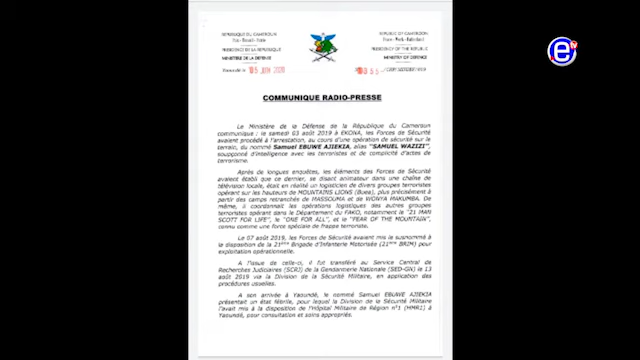 REPUBLIQUE DU CAMEROUN
Paix - Travail - Patrie
PRESIDENCE DE LA REPUBLIQUE
MINISTERE DE LA DEFENSE
05 JUIN 2020
REPUBLIC OF CAMEROON
Peace - Work - Fatherland
PRESIDENCY OF THE REPUBLIC
MINISTRY OF DEFENSE
e tv
COMMUNIQUE RADIO-PRESSE
Le Ministère de la Défense de la République du Cameroun
communique : le samedi 03 août 2019 à EKONA, les Forces de Sécurité
avaient procédé à l'arrestation, au cours d'une opération de sécurité sur le
terrain, du nommé Samuel EBUWE AJIEKIA, alias "SAMUEL WAZIZI",
soupçonné d'intelligence avec les terroristes et de complicité d'actes de
terrorisme.
Après de longues enquêtes, les éléments des Forces de Sécurité
avaient établi que ce dernier, se disant animateur dans une chaîne de
télévision locale, était en réalité un logisticien de divers groupes terroristes
opérant sur les hauteurs de MOUNTAINS LIONS (Buea), plus précisément à
partir des camps retranchés de MASSOUMA et de WONYA MAKUMBA. De
même, il coordonnait les opérations logistiques des autres groupes
terroristes opérant dans le Département du FAKO, notamment le "21 MAN
SCOTT FOR LIFE", le "ONE FOR ALL", et le "FEAR OF THE MOUNTAIN",
connu comme une force spéciale de frappe terroriste.
Le 07 août 2019, les Forces de Sécurité avaient mis le susnommé à
la disposition de la 21ème Brigade d'Infanterie Motorisée (21ème BRIM) pour
exploitation opérationnelle.
A l'issue de celle-ci, il fut transféré au Service Central de
Recherches Judiciaires (SCRJ) de la Gendarmerie Nationale (SED-GN) le 13
août 2019 via la Division de la Sécurité Militaire, en application des
procédures usuelles.
A son arrivée à Yaoundé, le nommé Samuel EBUWE AJIEKIA
présentait un état fébrile, pour lequel la Division de la Sécurité Militaire
l'avait mis à la disposition de l'Hôpital Militaire de Région n°1 (HMR1) à
Yaoundé, pour consultation et soins appropriés.